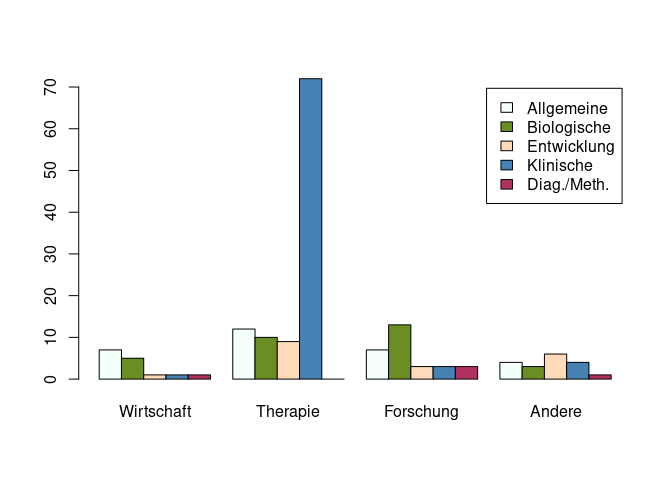 70
60
50
40
30
20
10
0
Allgemeine
Biologische
Entwicklung
Klinische
Diag./Meth.
Wirtschaft
Therapie
Forschung
Andere